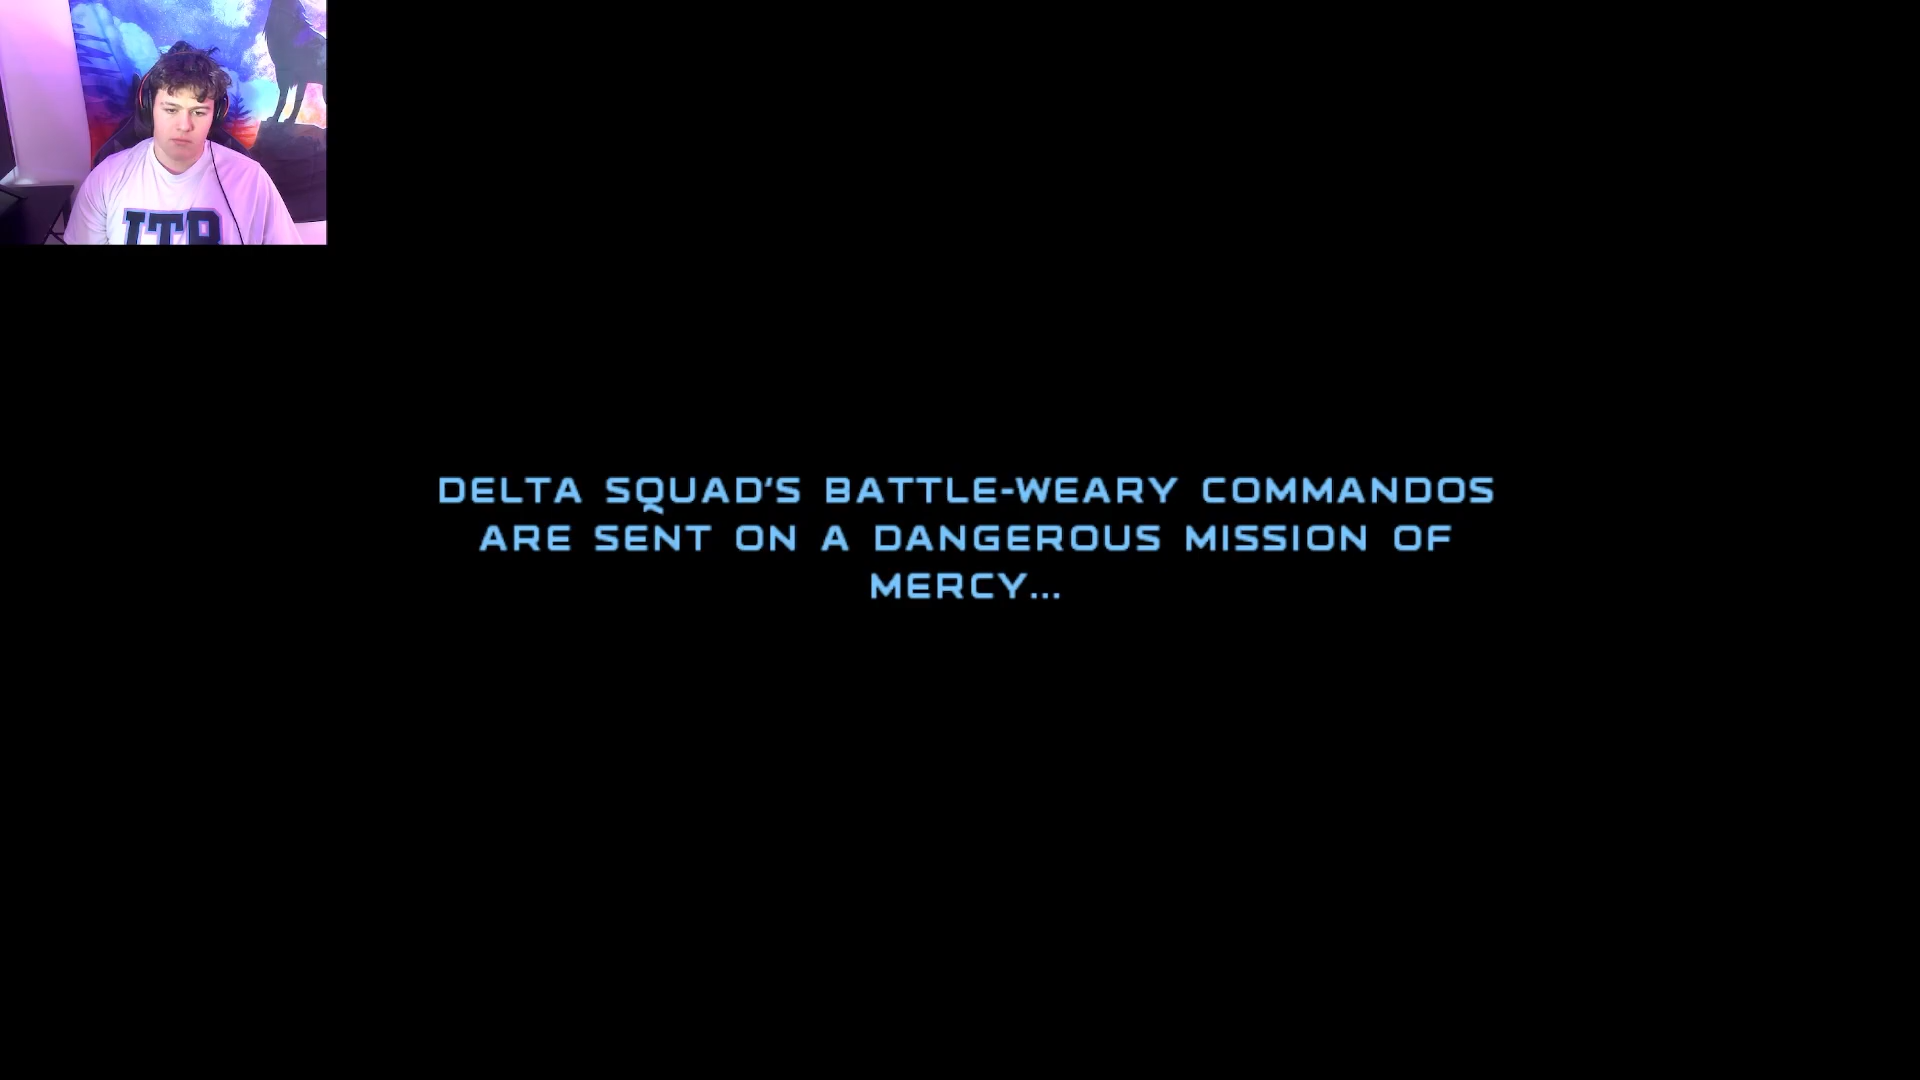 DELTA SQUAD'S BATTLE-WEARY COMMANDOS
ARE SENT ON A DANGEROUS MISSION OF
MERCY...